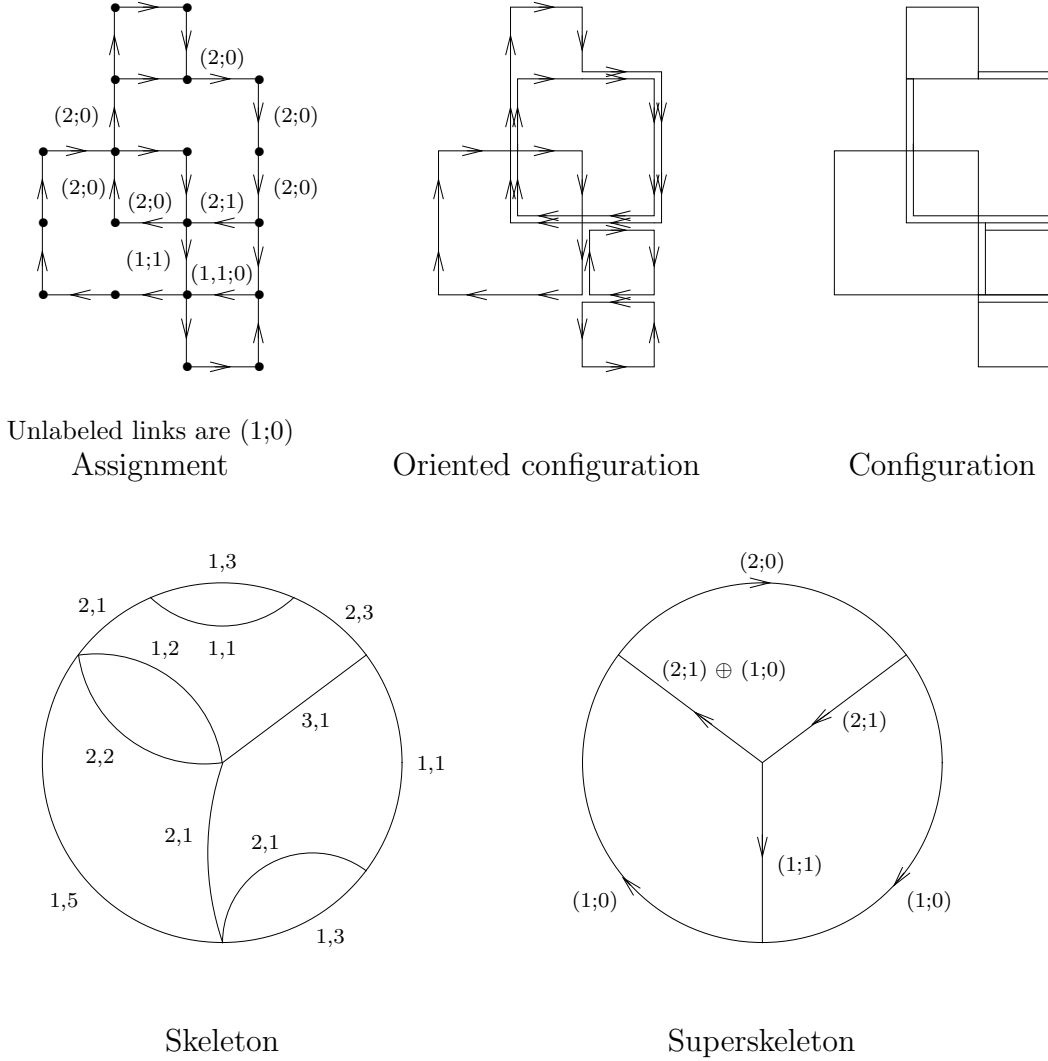 (2;0)
(2;0) (2;0)
(2;0) (2;0) (2;1) (2;0)
(1;1) (1,1;0)
Unlabeled links are (1;0)
Assignment Oriented configuration Configuration
1,3 (2;0)
2,1 2,3
1,2 1,1 (2;1) ⊕ (1;0)
3,1 (2;1)
2,2 1,1
2,1 2,1 (1;1)
1,5 (1;0) (1;0)
1,3
Skeleton Superskeleton